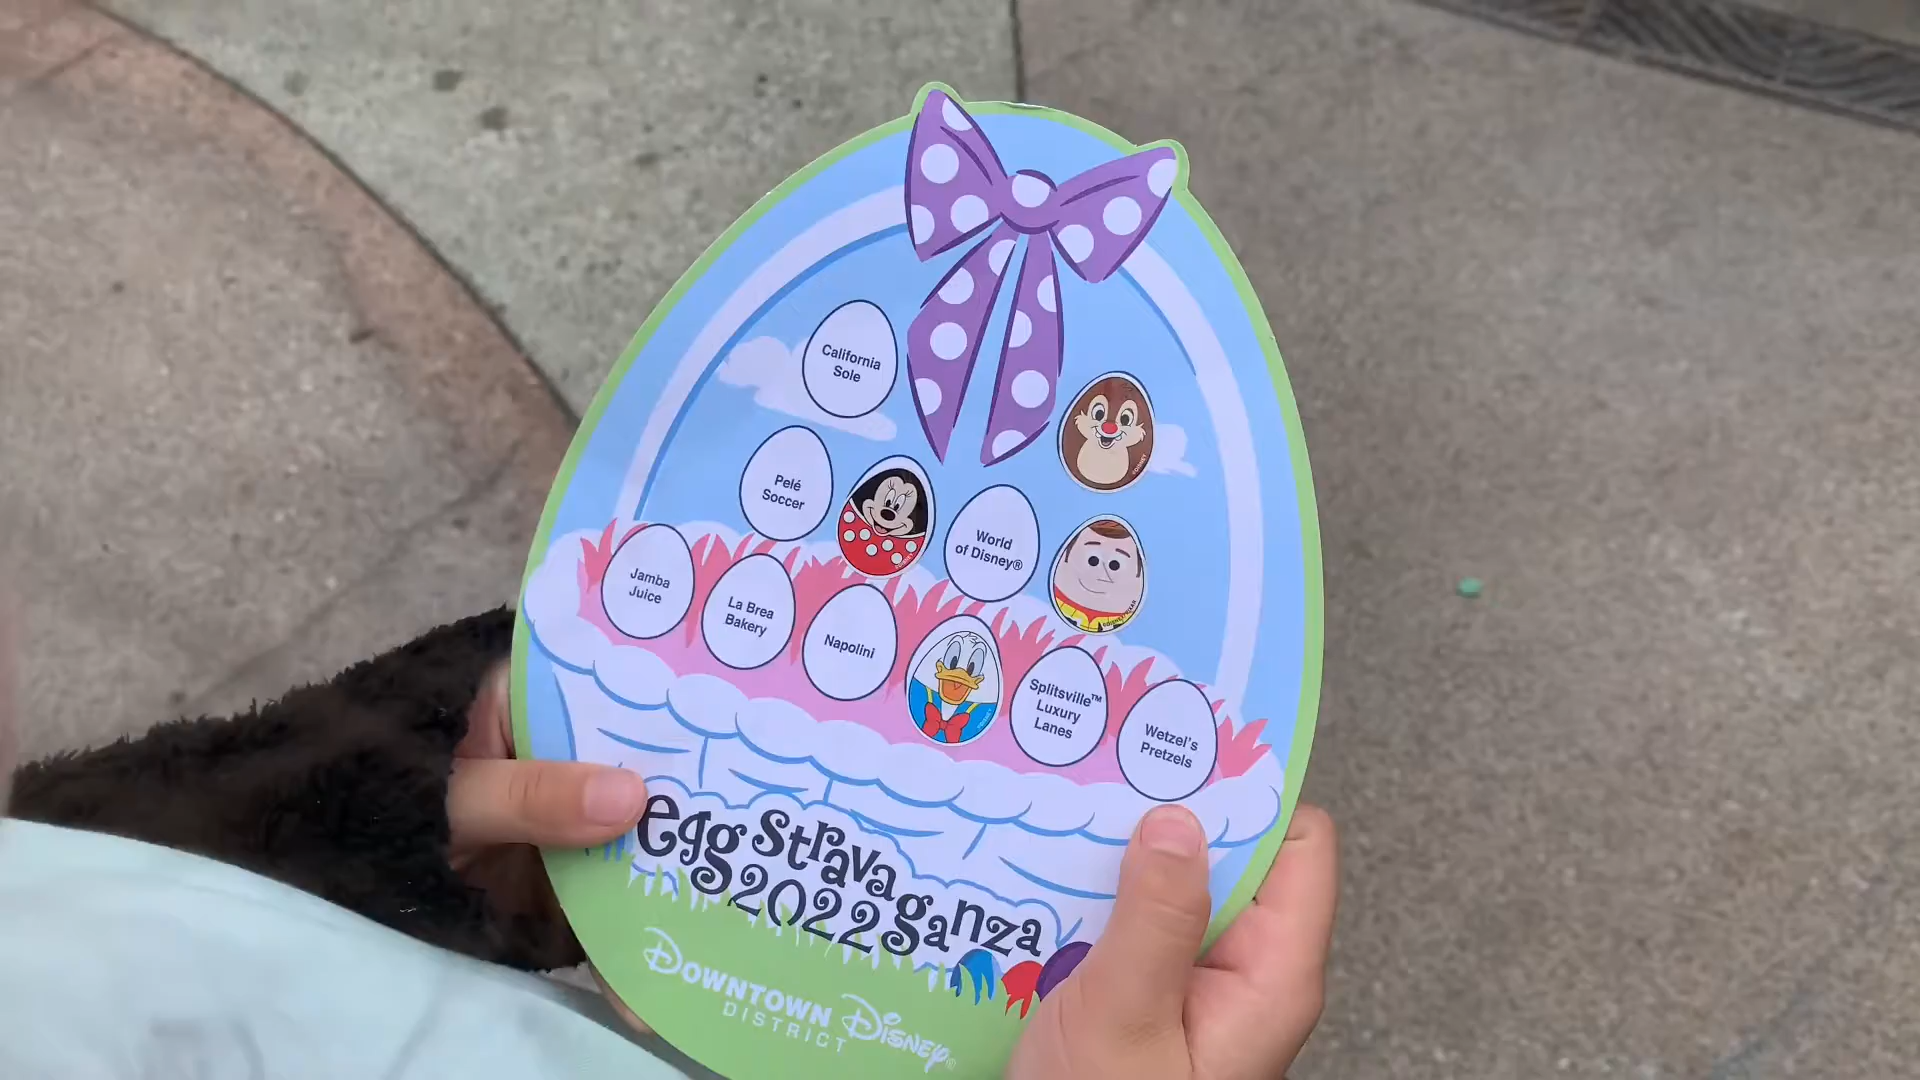 California
Sole
Pelé
Soccer
World
of Disney®
Jamba
Juice
La Brea
Bakery
Napolini
Splitsville™
Luxury
Lanes
Wetzel's
Pretzels
eggstravaganza
2022
DOWNTOWN DISNEY®
DISTRICT